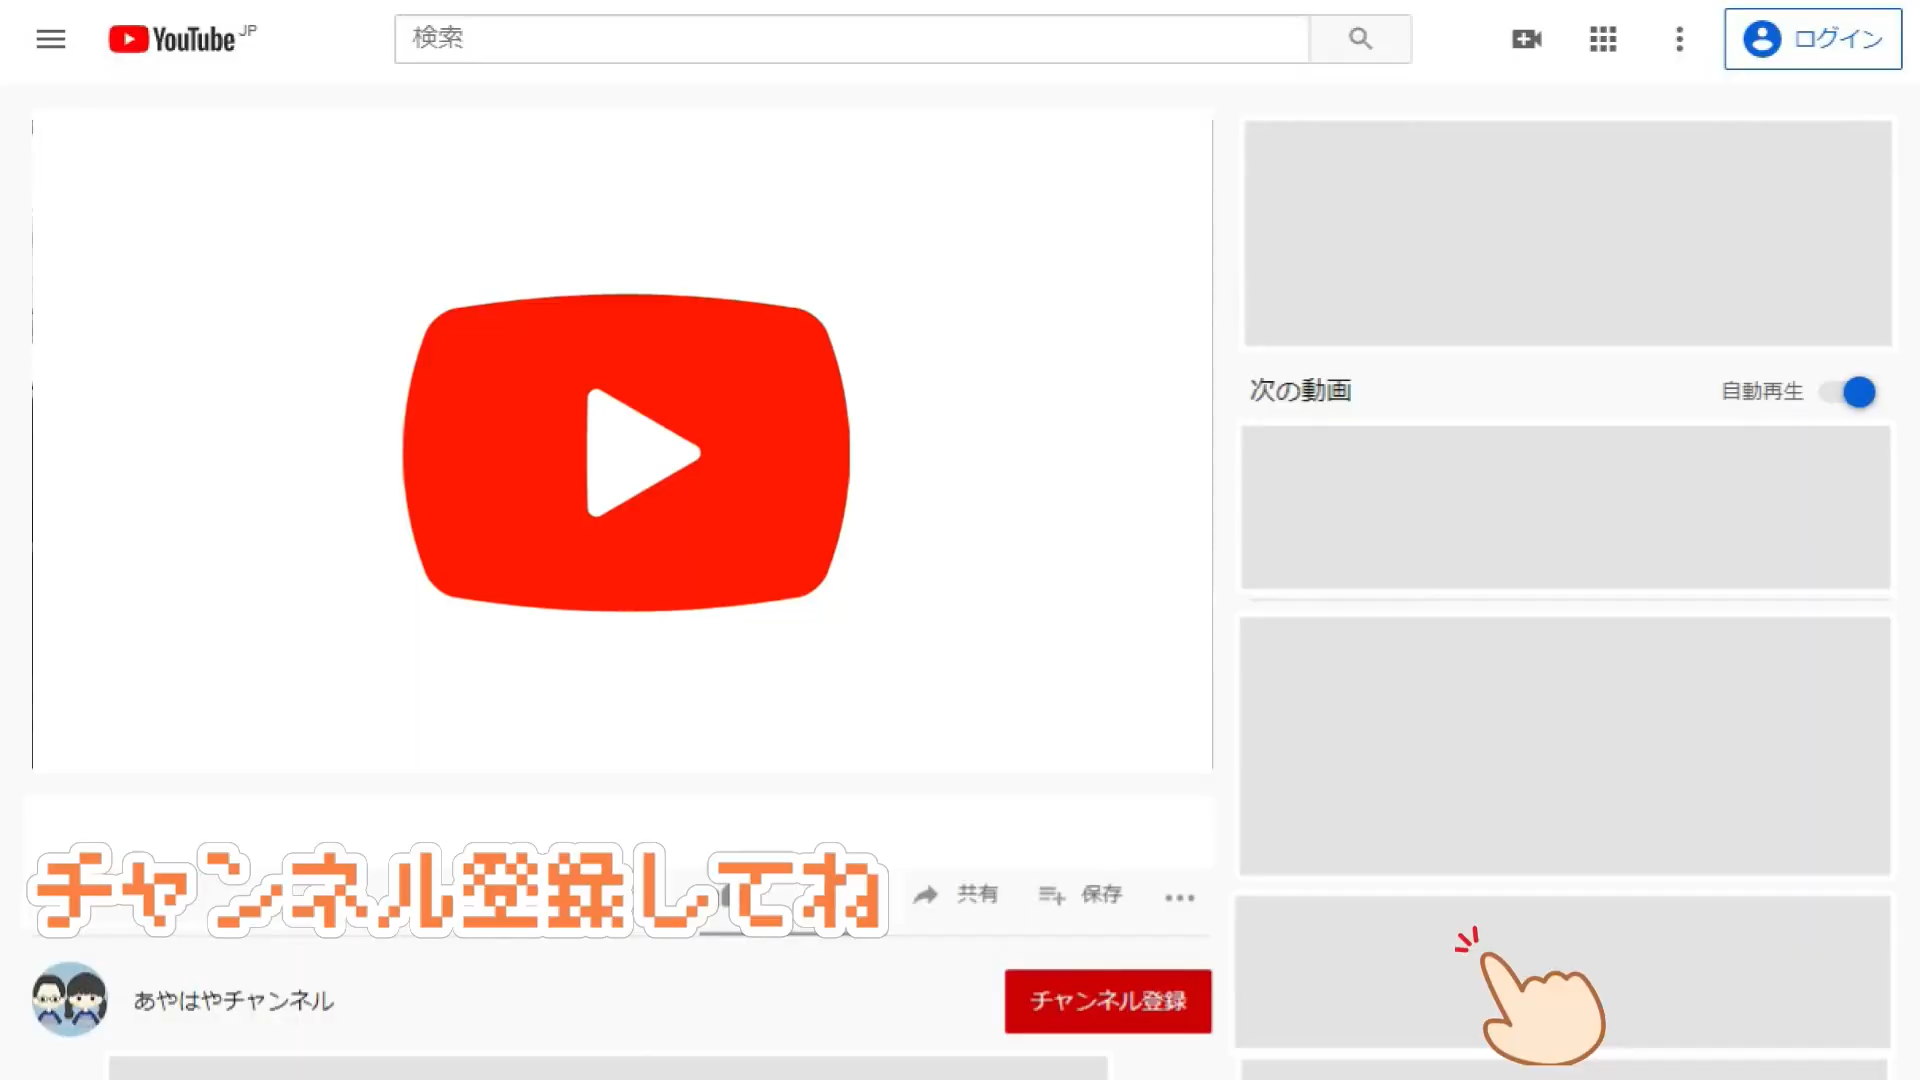 YouTube JP
検索
ログイン
次の動画
自動再生
チャンネル登録してね
共有
保存
あやはやチャンネル
チャンネル登録